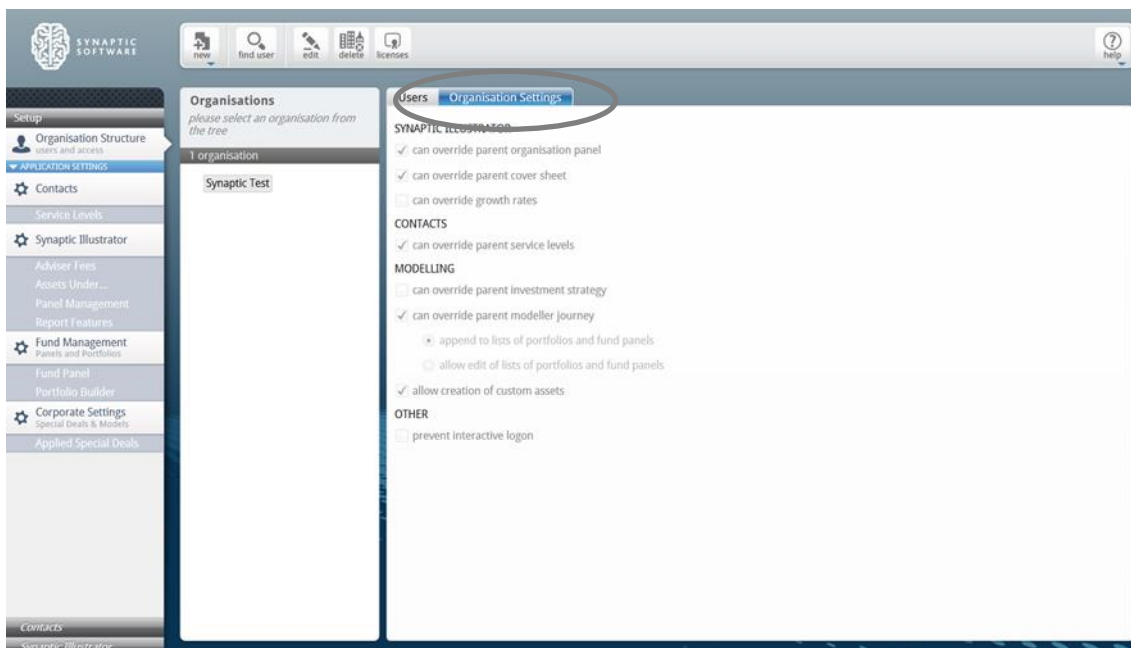 SYNAPTIC
SOFTWARE
new
find user
edit
delete
licenses
help
Setup
Organisation Structure
users and access
APPLICATION SETTINGS
Contacts
Service Levels
Synaptic Illustrator
Adviser Fees
Assets Under...
Panel Management
Report Features
Fund Management
Panels and Portfolios
Fund Panel
Portfolio Builder
Corporate Settings
Special Deals & Models
Applied Special Deals
Contacts
Synaptic Illustrator
Organisations
please select an organisation from
the tree
1 organisation
Synaptic Test
Users
Organisation Settings
SYNAPTIC ILLUSTRATOR
can override parent organisation panel
can override parent cover sheet
can override growth rates
CONTACTS
can override parent service levels
MODELLING
can override parent investment strategy
can override parent modeller journey
append to lists of portfolios and fund panels
allow edit of lists of portfolios and fund panels
allow creation of custom assets
OTHER
prevent interactive logon